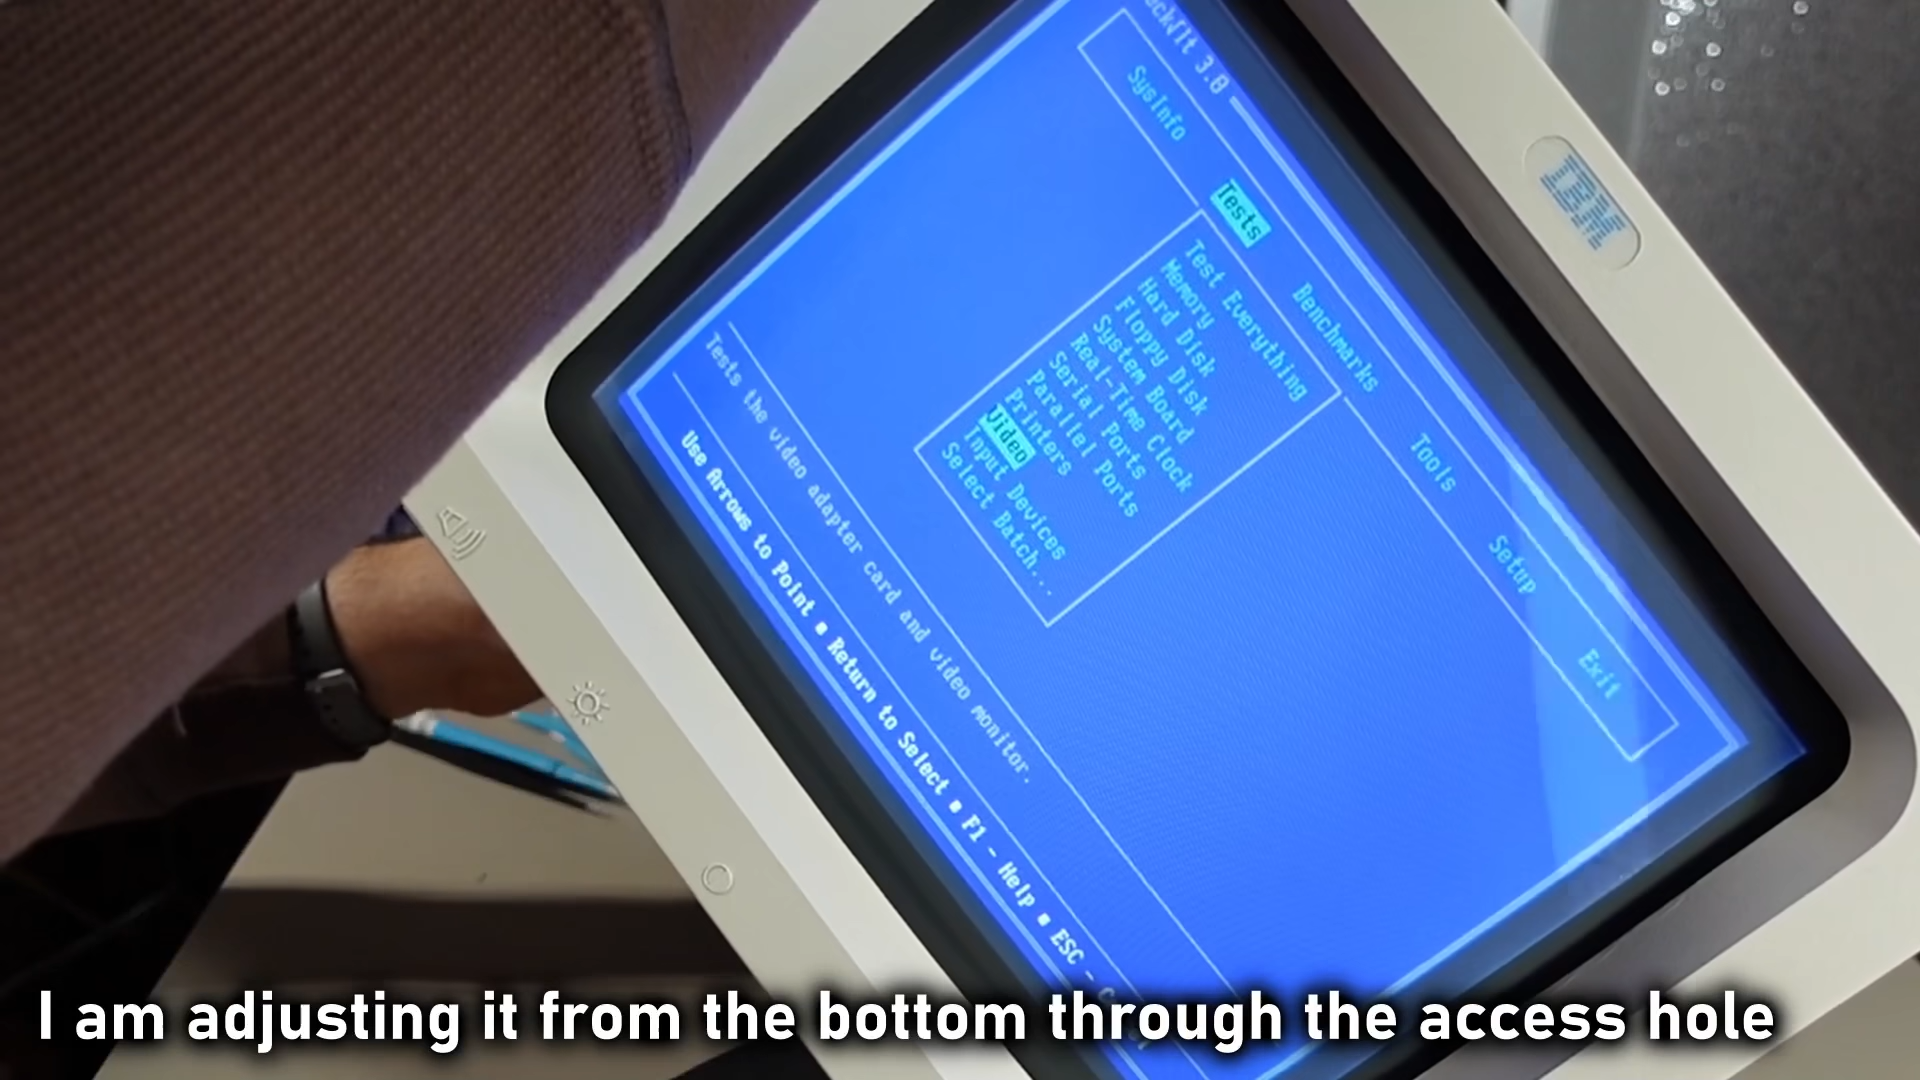 3.0
SysInfo
Tests
Benchmarks
Tools
Setup
Exit
Test Everything
Memory
Hard Disk
Floppy Disk
System Board
Real-Time Clock
Serial Ports
Parallel Ports
Printers
Video
Input Devices
Select Batch...
Tests the video adapter card and video monitor.
Use Arrows to Point ■ Return to Select ■ F1 - Help ■ ESC -
IBM
I am adjusting it from the bottom through the access hole